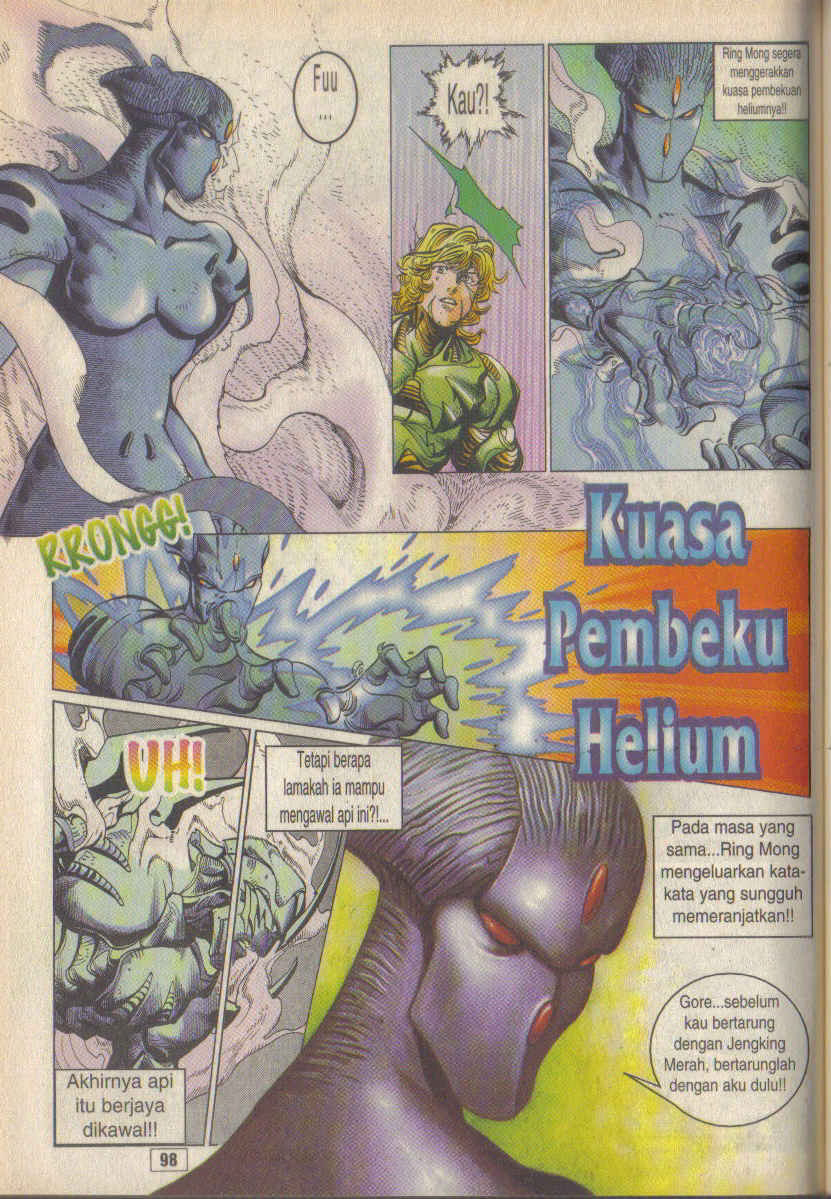 Fuu
...
Kau?!
Ring Mong segera
menggerakkan
kuasa pembekuan
heliumnya!!
RRONGG!
Kuasa
Pembeku
Helium
UH!
Tetapi berapa
lamakah ia mampu
mengawal api ini?!...
Pada masa yang
sama...Ring Mong
mengeluarkan kata-
kata yang sungguh
memeranjatkan!!
Gore...sebelum
kau bertarung
dengan Jengking
Merah, bertarunglah
dengan aku dulu!!
Akhirnya api
itu berjaya
dikawal!!
98